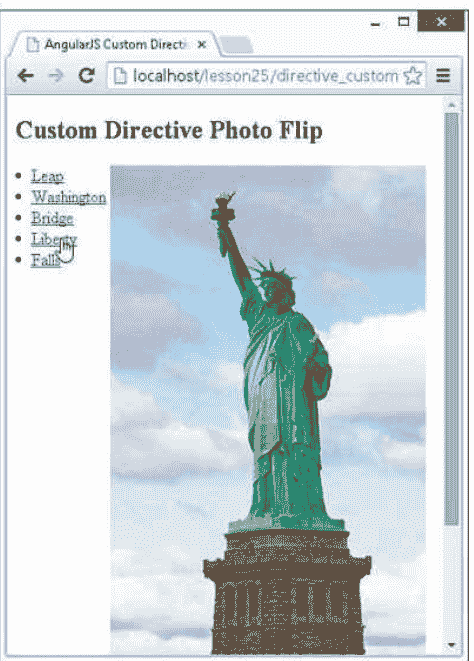 AngularJS Custom Directi
localhost/lesson25/directive_custom
Custom Directive Photo Flip
Leap
Washington
Bridge
Liberty
Falls